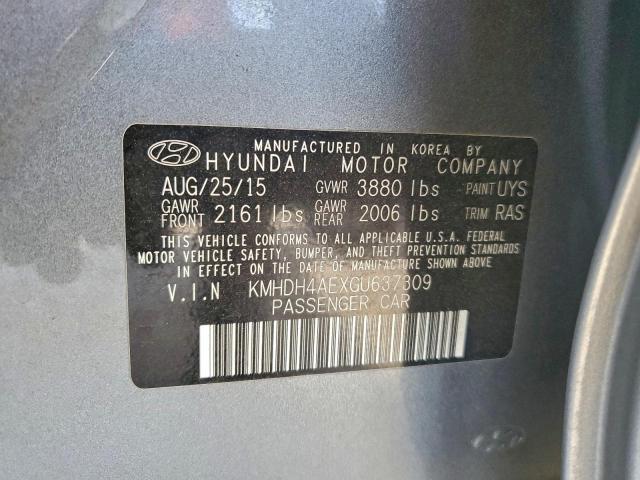 MANUFACTURED IN KOREA BY
HYUNDAI MOTOR COMPANY
AUG/25/15 GVWR 3880 lbs PAINT UYS
GAWR FRONT 2161 lbs GAWR REAR 2006 lbs TRIM RAS
THIS VEHICLE CONFORMS TO ALL APPLICABLE U.S.A. FEDERAL
MOTOR VEHICLE SAFETY, BUMPER, AND THEFT PREVENTION STANDARDS
IN EFFECT ON THE DATE OF MANUFACTURE SHOWN ABOVE
V.I.N KMHDH4AEXGU637309
PASSENGER CAR